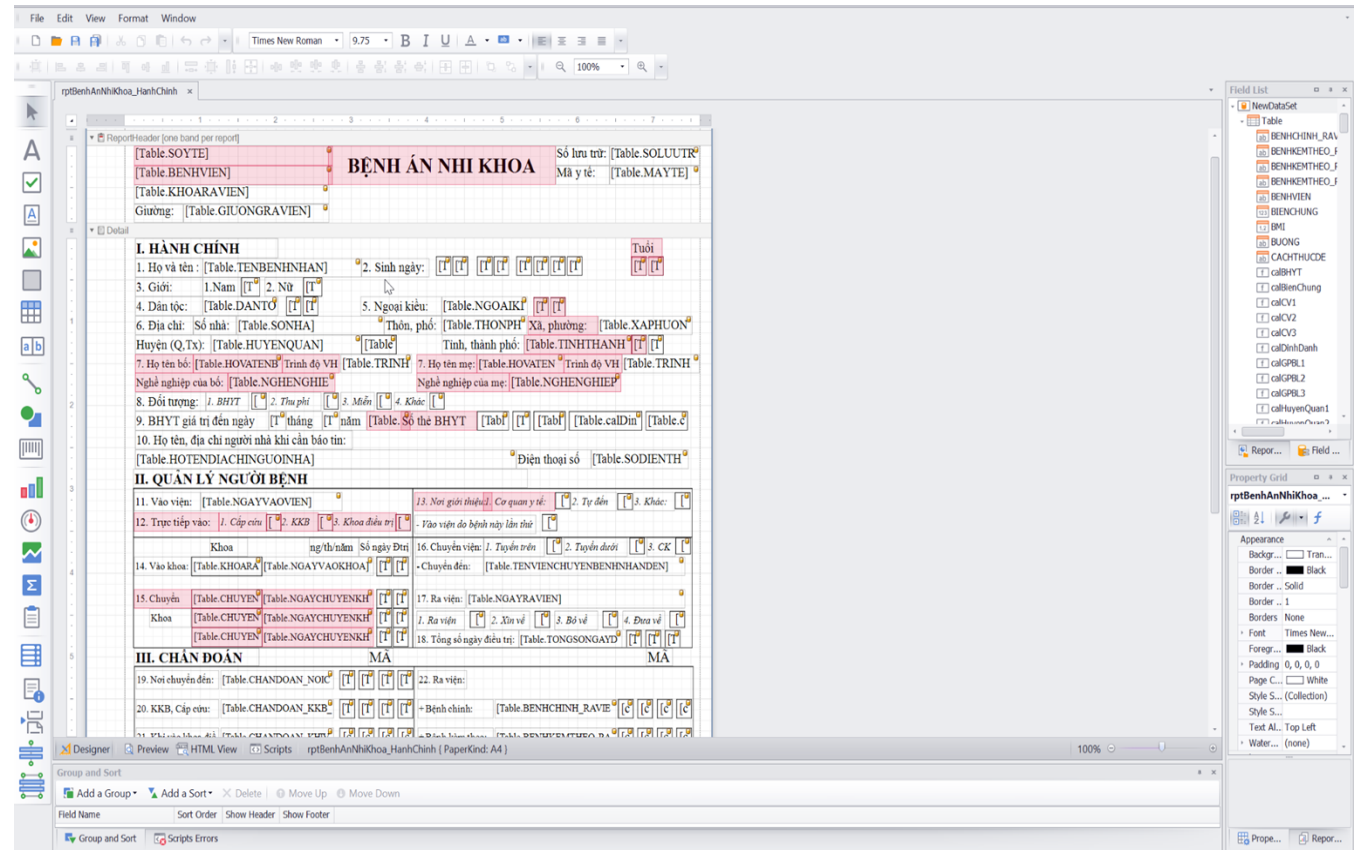 File Edit View Format Window
Times New Roman 9.75 B I U A
100%
rptBenhAnNhiKhoa_HanhChinh ×
1 2 3 4 5 6 7
ReportHeader [one band per report]
[Table.SOYTE] BỆNH ÁN NHI KHOA Số lưu trữ: [Table.SOLUUTR
[Table.BENHVIEN] Mã y tế: [Table.MAYTE]
[Table.KHOARAVIEN]
Giường: [Table.GIUONGRAVIEN]
Detail
I. HÀNH CHÍNH Tuổi
1. Họ và tên : [Table.TENBENHNHAN] 2. Sinh ngày: [T [T [T [T [T [T [T [T [T [T
3. Giới: 1.Nam [T 2. Nữ [T
4. Dân tộc: [Table.DANTO [T [T 5. Ngoại kiều: [Table.NGOAIKI [T [T
6. Địa chỉ: Số nhà: [Table.SONHA] Thôn, phố: [Table.THONPH Xã, phường: [Table.XAPHUON
Huyện (Q,Tx): [Table.HUYENQUAN] [Table Tỉnh, thành phố: [Table.TINHTHANH [T [T
7. Họ tên bố: [Table.HOVATENB Trình độ VH [Table.TRINH 7. Họ tên mẹ: [Table.HOVATEN Trình độ VH [Table.TRINH
Nghề nghiệp của bố: [Table.NGHENGHIE Nghề nghiệp của mẹ: [Table.NGHENGHIEP
8. Đối tượng: 1. BHYT [ 2. Thu phí [ 3. Miễn [ 4. Khác [
9. BHYT giá trị đến ngày [T tháng [T năm [Table. Số thẻ BHYT [Tabl [T [Tabl [Table.calDin [Table.c
10. Họ tên, địa chỉ người nhà khi cần báo tin:
[Table.HOTENDIACHINGUOINHA] Điện thoại số [Table.SODIENTH
II. QUẢN LÝ NGƯỜI BỆNH
11. Vào viện: [Table.NGAYVAOVIEN] 13. Nơi giới thiệu: 1. Cơ quan y tế: [ 2. Tự đến [ 3. Khác: [
12. Trực tiếp vào: 1. Cấp cứu [ 2. KKB [ 3. Khoa điều trị [ - Vào viện do bệnh này lần thứ [
Khoa ng/th/năm Số ngày Đtrị 16. Chuyển viện: 1. Tuyến trên [ 2. Tuyến dưới [ 3. CK [
14. Vào khoa: [Table.KHOARA [Table.NGAYVAOKHOA] [T [T - Chuyển đến: [Table.TENVIENCHUYENBENHNHANDEN]
15. Chuyển [Table.CHUYEN [Table.NGAYCHUYENKH [T [T 17. Ra viện: [Table.NGAYRAVIEN]
Khoa [Table.CHUYEN [Table.NGAYCHUYENKH [T [T 1. Ra viện [ 2. Xin về [ 3. Bỏ về [ 4. Đưa về [
[Table.CHUYEN [Table.NGAYCHUYENKH [T [T 18. Tổng số ngày điều trị: [Table.TONGSONGAYD [T [T [T
III. CHẨN ĐOÁN MÃ MÃ
19. Nơi chuyển đến: [Table.CHANDOAN_NOIC [T [T [T [T 22. Ra viện:
20. KKB, Cấp cứu: [Table.CHANDOAN_KKB_ [T [T [T [T + Bệnh chính: [Table.BENHCHINH_RAVIE [c [c [c [c
Designer Preview HTML View Scripts rptBenhAnNhiKhoa_HanhChinh { PaperKind: A4 } 100%
Group and Sort
Add a Group Add a Sort Delete Move Up Move Down
Field Name Sort Order Show Header Show Footer
Group and Sort Scripts Errors
Field List
NewDataSet
Table
BENHCHINH_RAV
BENHKEMTHEO_F
BENHKEMTHEO_F
BENHKEMTHEO_F
BENHVIEN
BIENCHUNG
BMI
BUONG
CACHTHUCDE
calBHYT
calBienChung
calCV1
calCV2
calCV3
calDinhDanh
calGPBL1
calGPBL2
calGPBL3
calHuyenQuan1
Repor... Field ...
Property Grid
rptBenhAnNhiKhoa_...
Appearance
Backgr... Tran...
Border ... Black
Border ... Solid
Border ... 1
Borders None
Font Times New...
Foregr... Black
Padding 0, 0, 0, 0
Page C... White
Style S... (Collection)
Style S...
Text Al... Top Left
Water... (none)
Prope... Repor...